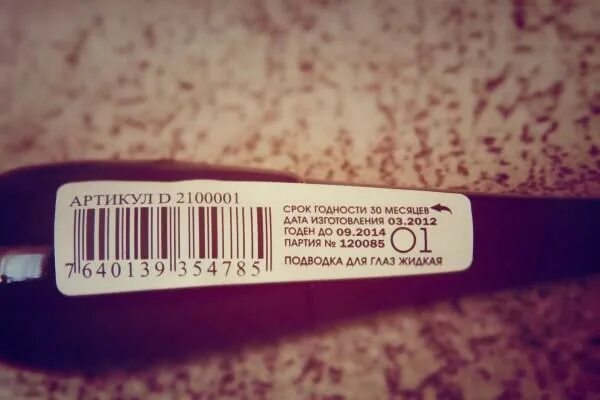 АРТИКУЛ D 2100001
7 640139 354785
СРОК ГОДНОСТИ 30 МЕСЯЦЕВ
ДАТА ИЗГОТОВЛЕНИЯ 03.2012
ГОДЕН ДО 09.2014
ПАРТИЯ № 120085
01
ПОДВОДКА ДЛЯ ГЛАЗ ЖИДКАЯ